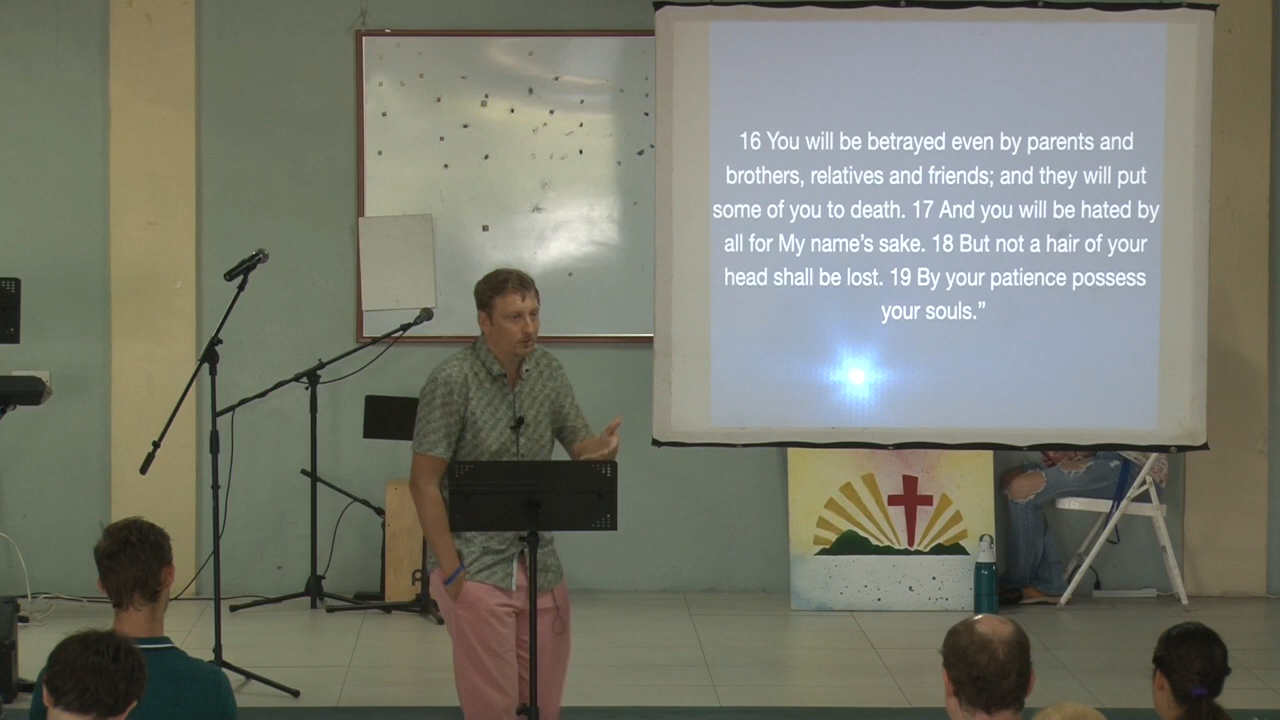 16 You will be betrayed even by parents and
brothers, relatives and friends; and they will put
some of you to death. 17 And you will be hated by
all for My name’s sake. 18 But not a hair of your
head shall be lost. 19 By your patience possess
your souls.”